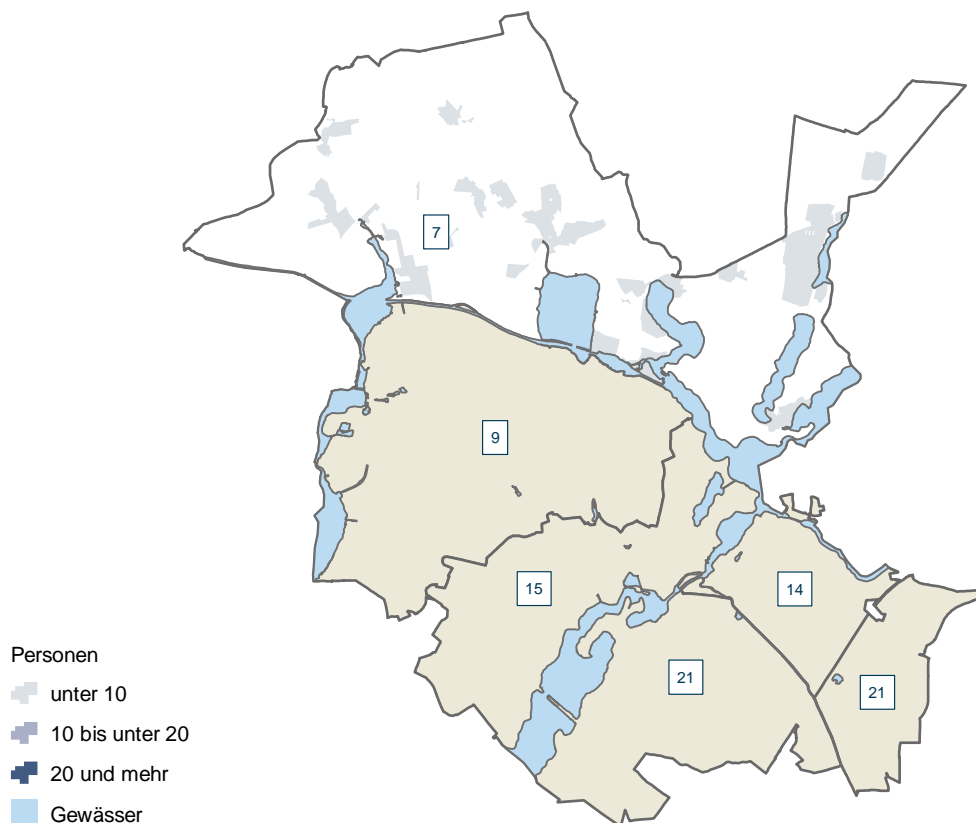 7
9
15
14
21
21
Personen
unter 10
10 bis unter 20
20 und mehr
Gewässer